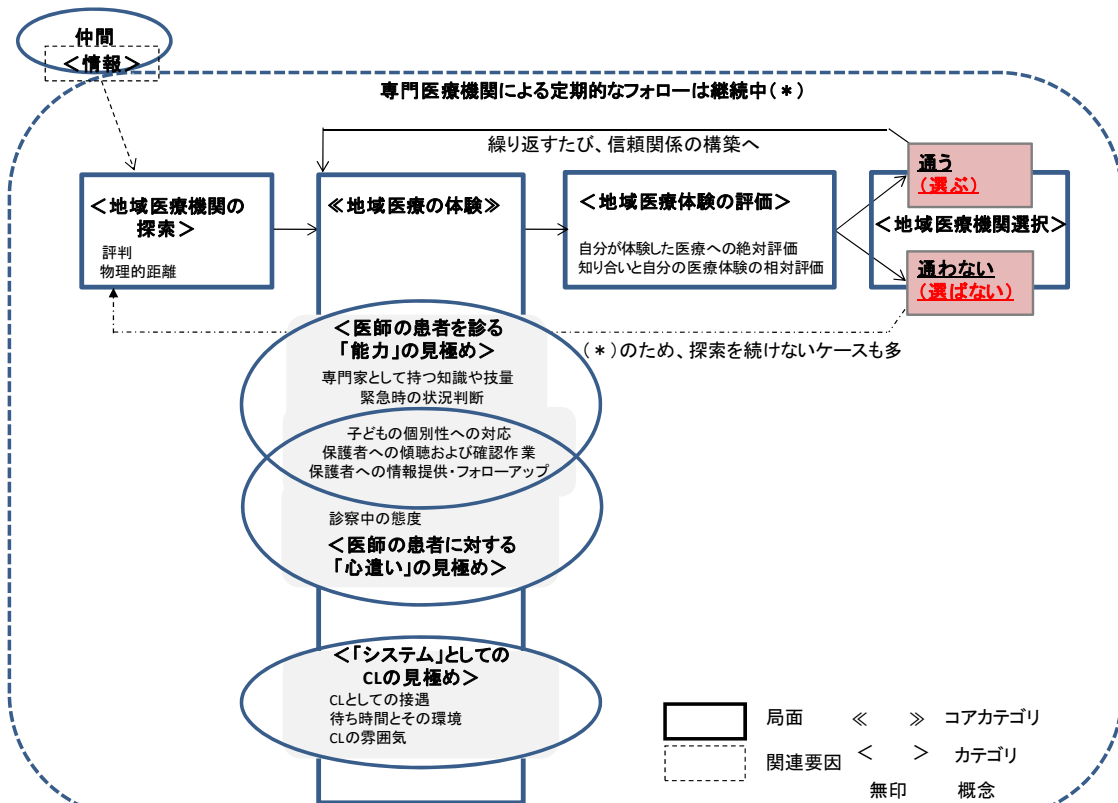 仲間
＜情報＞
専門医療機関による定期的なフォローは継続中(＊)
繰り返すたび、信頼関係の構築へ
＜地域医療機関の
探索＞
評判
物理的距離
≪地域医療の体験≫
＜地域医療体験の評価＞
自分が体験した医療への絶対評価
知り合いと自分の医療体験の相対評価
通う
(選ぶ)
＜地域医療機関選択＞
通わない
(選ばない)
(＊)のため、探索を続けないケースも多
＜医師の患者を診る
「能力」の見極め＞
専門家として持つ知識や技量
緊急時の状況判断
子どもの個別性への対応
保護者への傾聴および確認作業
保護者への情報提供・フォローアップ
診察中の態度
＜医師の患者に対する
「心遣い」の見極め＞
＜「システム」としての
CLの見極め＞
CLとしての接遇
待ち時間とその環境
CLの雰囲気
局面 ≪ ≫ コアカテゴリ
関連要因 ＜ ＞ カテゴリ
無印 概念